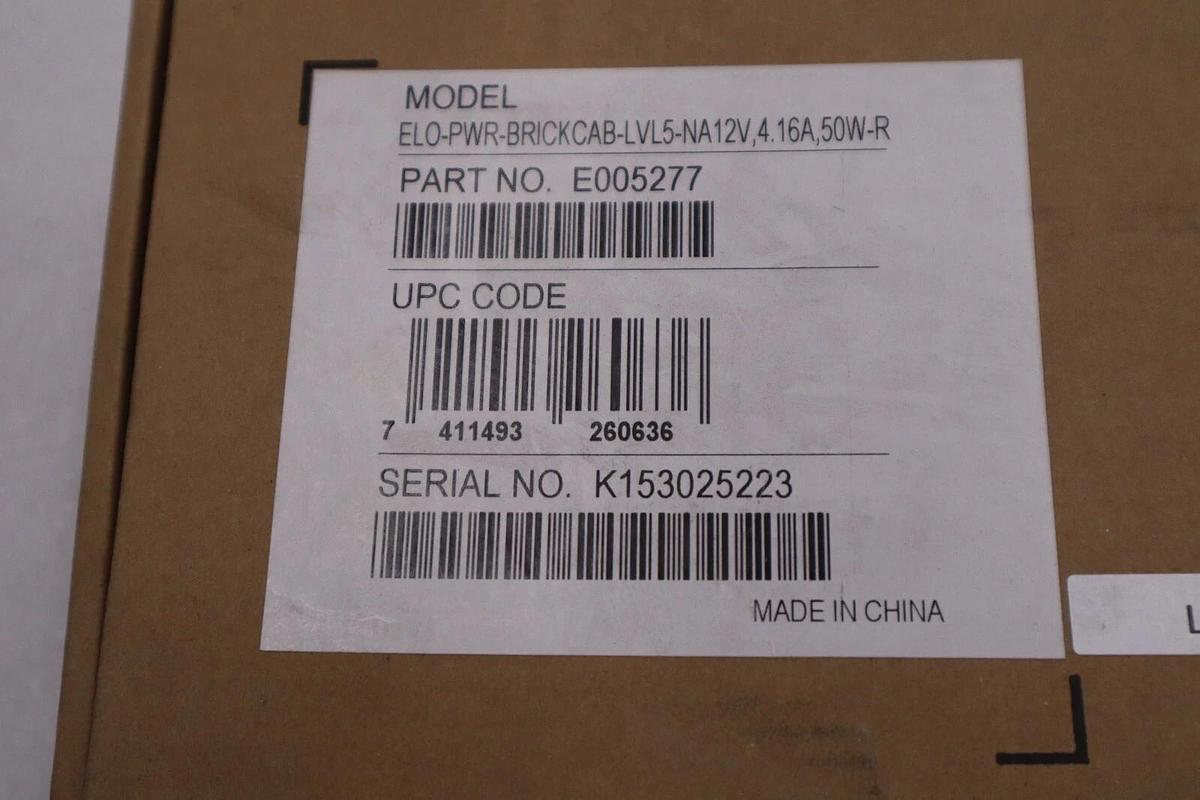 MODEL
ELO-PWR-BRICKCAB-LVL5-NA12V,4.16A,50W-R
PART NO. E005277
UPC CODE
7 411493 260636
SERIAL NO. K153025223
MADE IN CHINA
L